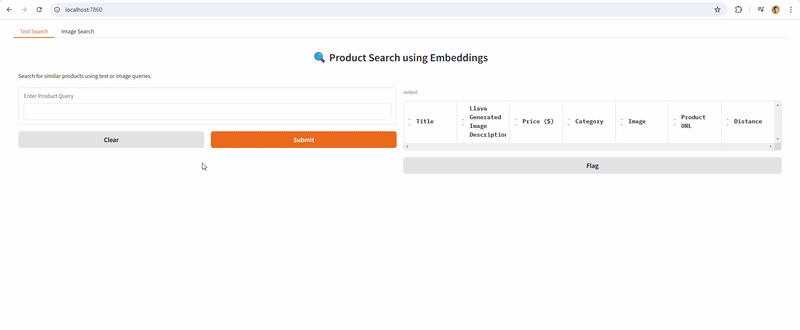 localhost:7860
Text Search
Image Search
🔍 Product Search using Embeddings
Search for similar products using text or image queries.
Enter Product Query
Clear
Submit
output
Title
Llava
Generated
Image
Description
Price ($)
Category
Image
Product
URL
Distance
Flag